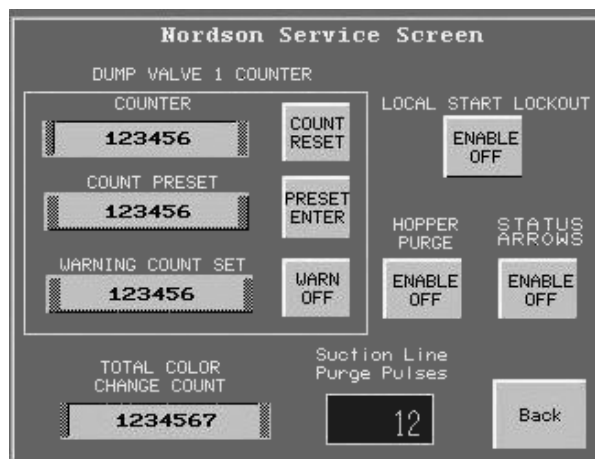 Nordson Service Screen
DUMP VALVE 1 COUNTER
COUNTER
123456
COUNT
RESET
COUNT PRESET
123456
PRESET
ENTER
WARNING COUNT SET
123456
WARN
OFF
LOCAL START LOCKOUT
ENABLE
OFF
HOPPER
PURGE
ENABLE
OFF
STATUS
ARROWS
ENABLE
OFF
TOTAL COLOR
CHANGE COUNT
1234567
Suction Line
Purge Pulses
12
Back